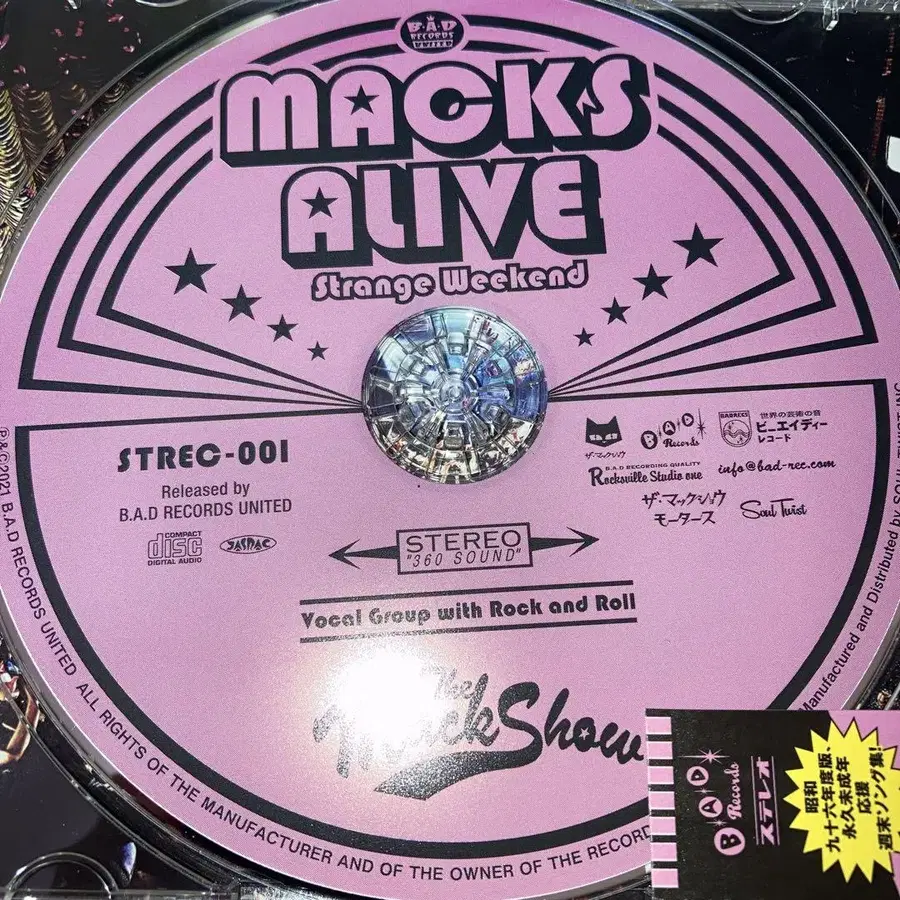 B·A·D
RECORDS
UNITED
MACKS
ALIVE
Strange Weekend
STREC-001
Released by
B.A.D RECORDS UNITED
COMPACT
disc
DIGITAL AUDIO
JASRAC
ザ・マックショウ
BAD
Records
BADRECS
世界の芸術の音
ビーエイディー
レコード
B.A.D RECORDING QUALITY
Rocksville Studio one
info@bad-rec.com
ザ・マックショウ
モータース
Soul Twist
STEREO
"360 SOUND"
Vocal Group with Rock and Roll
The
MackShow
℗&©2021 B.A.D RECORDS UNITED ALL RIGHTS OF THE MANUFACTURER AND OF THE OWNER OF THE RECORD
Manufactured and Distributed by SOUL TWIST INC
BAD
Records
ステレオ
昭和
九十六年度版、
永久未成年
応援
週末ソング集!